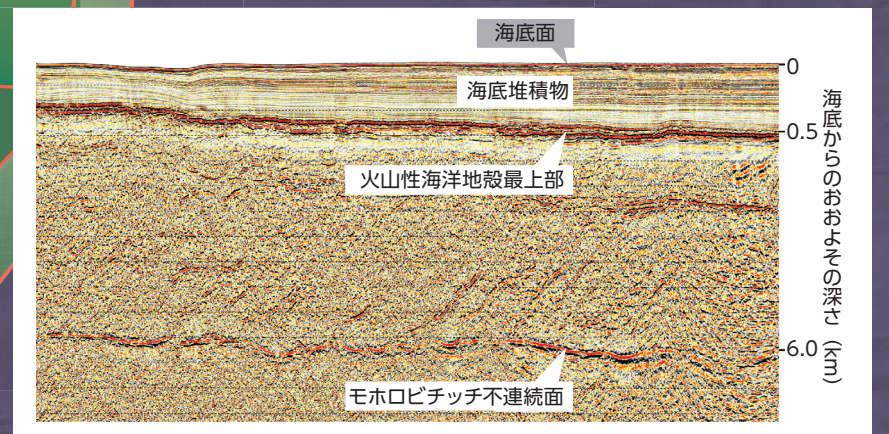 海底面
0
海底堆積物
0.5
火山性海洋地殻最上部
-6.0
モホロビチッチ不連続面
海底からのおおよその深さ(km)